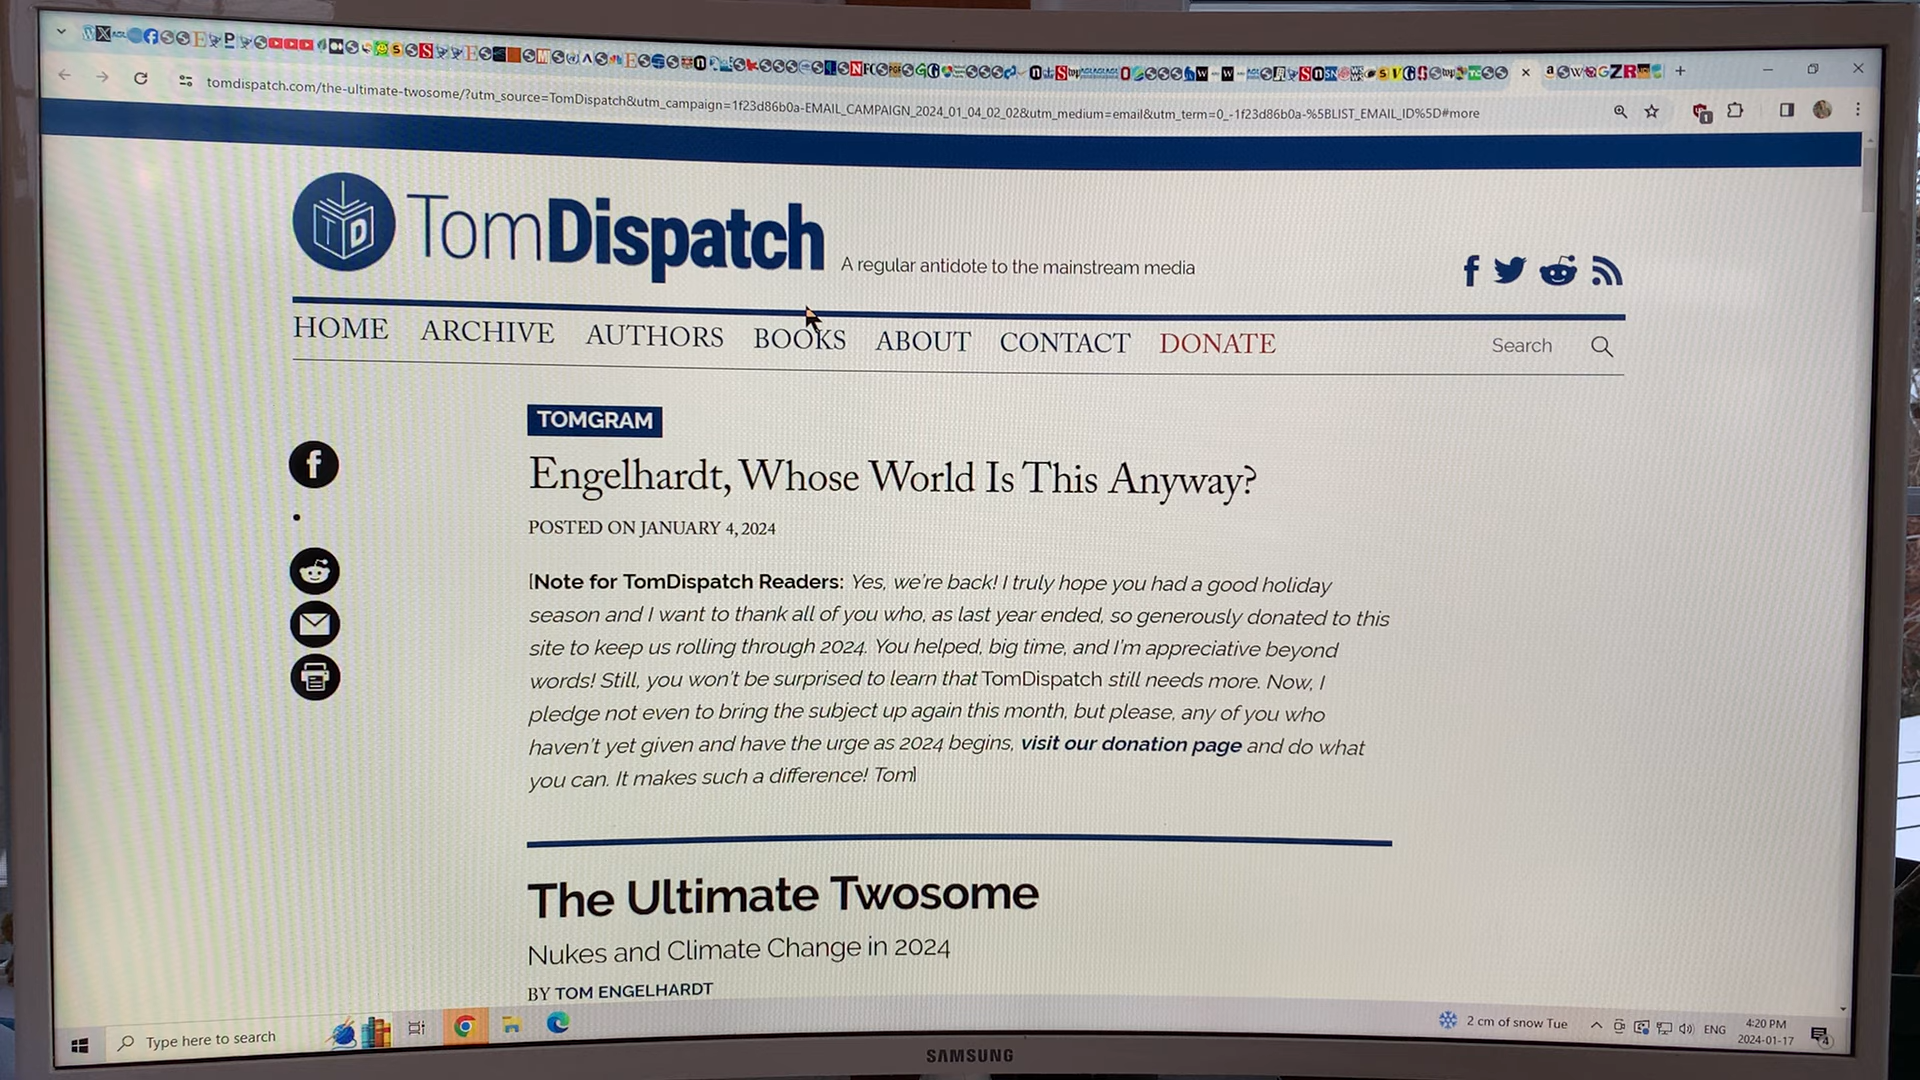 tomdispatch.com/the-ultimate-twosome/?utm_source=TomDispatch&utm_campaign=1f23d86b0a-EMAIL_CAMPAIGN_2024_01_04_02_02&utm_medium=email&utm_term=0_-1f23d86b0a-%5BLIST_EMAIL_ID%5D#more
TD TomDispatch A regular antidote to the mainstream media
HOME ARCHIVE AUTHORS BOOKS ABOUT CONTACT DONATE Search
TOMGRAM
Engelhardt, Whose World Is This Anyway?
POSTED ON JANUARY 4, 2024
[Note for TomDispatch Readers: Yes, we're back! I truly hope you had a good holiday
season and I want to thank all of you who, as last year ended, so generously donated to this
site to keep us rolling through 2024. You helped, big time, and I'm appreciative beyond
words! Still, you won't be surprised to learn that TomDispatch still needs more. Now, I
pledge not even to bring the subject up again this month, but please, any of you who
haven't yet given and have the urge as 2024 begins, visit our donation page and do what
you can. It makes such a difference! Tom]
The Ultimate Twosome
Nukes and Climate Change in 2024
BY TOM ENGELHARDT
Type here to search
2 cm of snow Tue
ENG
4:20 PM
2024-01-17
4
SAMSUNG